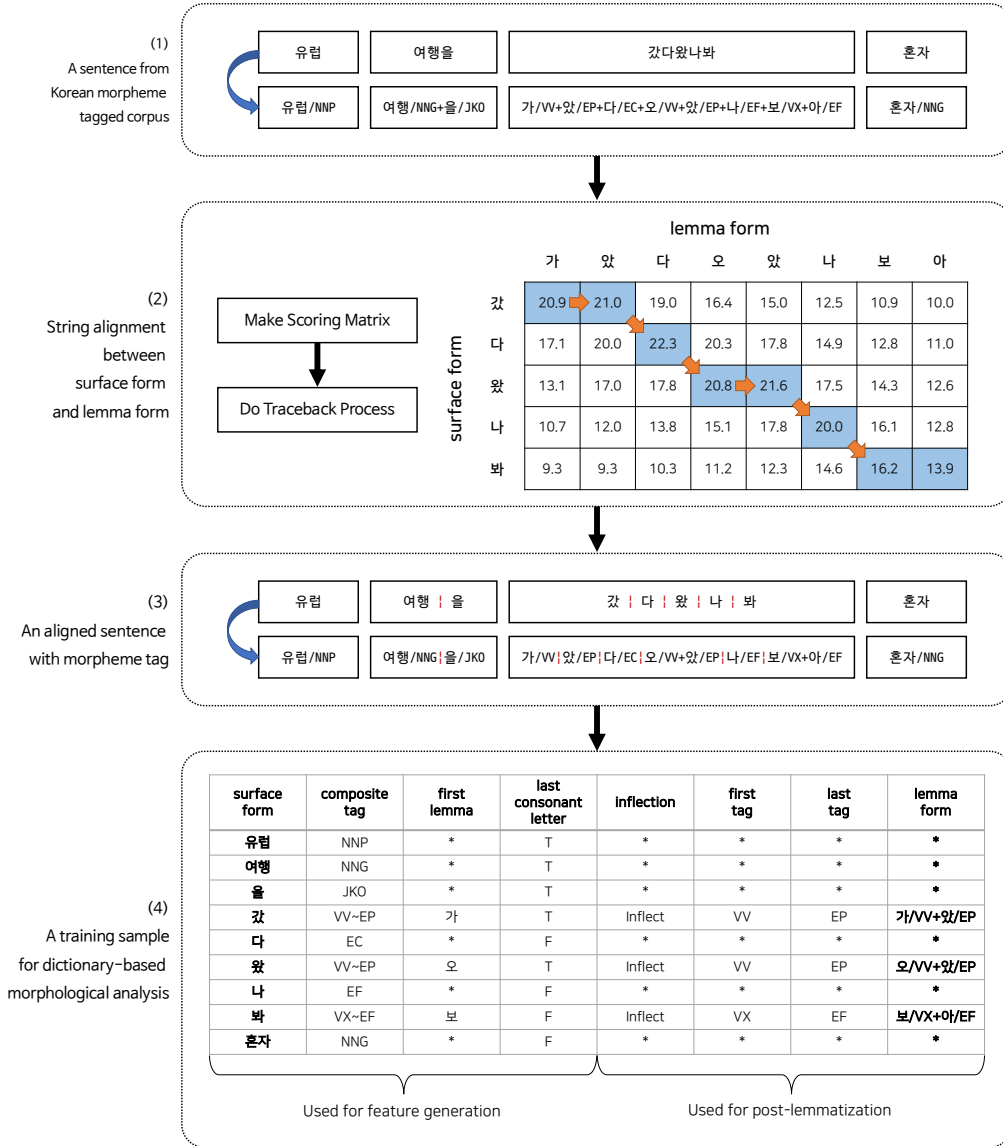 (1)
A sentence from
Korean morpheme
tagged corpus
유럽 여행을 갔다왔나봐 혼자
유럽/NNP 여행/NNG+을/JKO 가/VV+았/EP+다/EC+오/VV+았/EP+나/EF+보/VX+아/EF 혼자/NNG
(2)
String alignment
between
surface form
and lemma form
Make Scoring Matrix
Do Traceback Process
lemma form
surface form
가 았 다 오 았 나 보 아
갔 20.9 21.0 19.0 16.4 15.0 12.5 10.9 10.0
다 17.1 20.0 22.3 20.3 17.8 14.9 12.8 11.0
왔 13.1 17.0 17.8 20.8 21.6 17.5 14.3 12.6
나 10.7 12.0 13.8 15.1 17.8 20.0 16.1 12.8
봐 9.3 9.3 10.3 11.2 12.3 14.6 16.2 13.9
(3)
An aligned sentence
with morpheme tag
유럽 여행 ¦ 을 갔 ¦ 다 ¦ 왔 ¦ 나 ¦ 봐 혼자
유럽/NNP 여행/NNG¦을/JKO 가/VV¦았/EP¦다/EC¦오/VV+았/EP¦나/EF¦보/VX+아/EF 혼자/NNG
(4)
A training sample
for dictionary-based
morphological analysis
surface form composite tag first lemma last consonant letter inflection first tag last tag lemma form
유럽 NNP * T * * * *
여행 NNG * T * * * *
을 JKO * T * * * *
갔 VV~EP 가 T Inflect VV EP 가/VV+았/EP
다 EC * F * * * *
왔 VV~EP 오 T Inflect VV EP 오/VV+았/EP
나 EF * F * * * *
봐 VX~EF 보 F Inflect VX EF 보/VX+아/EF
혼자 NNG * F * * * *
Used for feature generation
Used for post-lemmatization